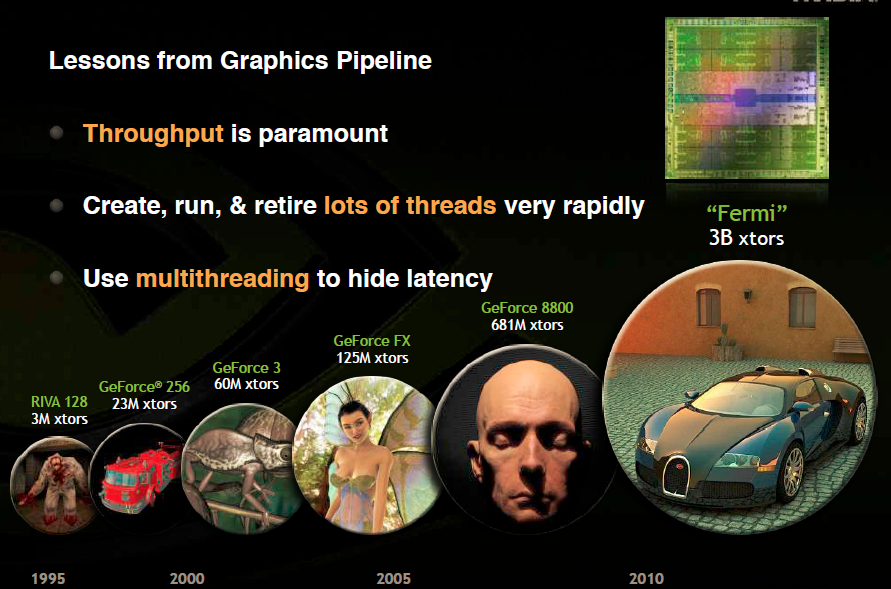 Lessons from Graphics Pipeline
Throughput is paramount
Create, run, & retire lots of threads very rapidly
Use multithreading to hide latency
"Fermi"
3B xtors
GeForce 8800
681M xtors
GeForce FX
125M xtors
GeForce 3
60M xtors
GeForce® 256
23M xtors
RIVA 128
3M xtors
1995 2000 2005 2010